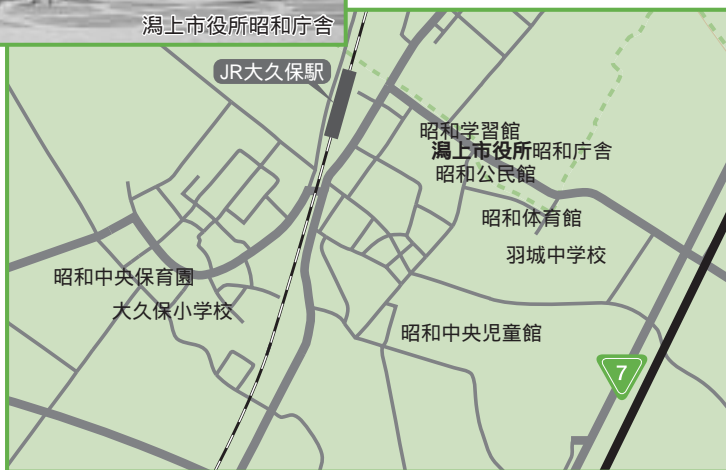 潟上市役所昭和庁舎
JR大久保駅
昭和学習館
潟上市役所昭和庁舎
昭和公民館
昭和体育館
羽城中学校
昭和中央保育園
大久保小学校
昭和中央児童館
7